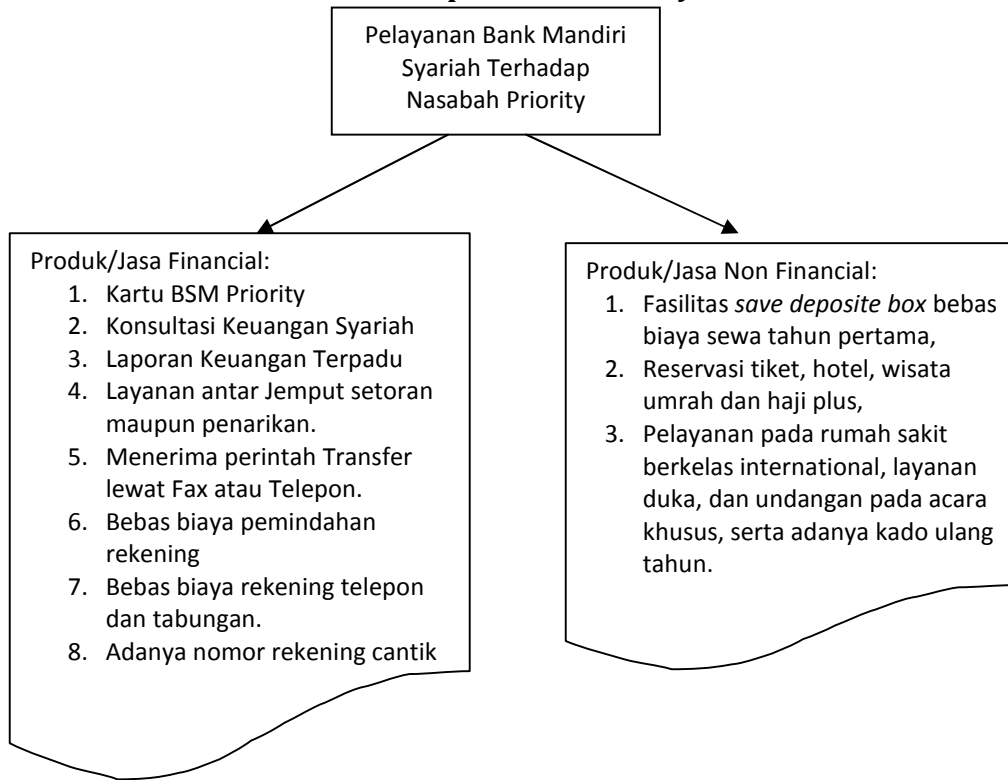 Pelayanan Bank Mandiri
Syariah Terhadap
Nasabah Priority
Produk/Jasa Financial:
1. Kartu BSM Priority
2. Konsultasi Keuangan Syariah
3. Laporan Keuangan Terpadu
4. Layanan antar Jemput setoran
maupun penarikan.
5. Menerima perintah Transfer
lewat Fax atau Telepon.
6. Bebas biaya pemindahan
rekening
7. Bebas biaya rekening telepon
dan tabungan.
8. Adanya nomor rekening cantik
Produk/Jasa Non Financial:
1. Fasilitas save deposite box bebas
biaya sewa tahun pertama,
2. Reservasi tiket, hotel, wisata
umrah dan haji plus,
3. Pelayanan pada rumah sakit
berkelas international, layanan
duka, dan undangan pada acara
khusus, serta adanya kado ulang
tahun.